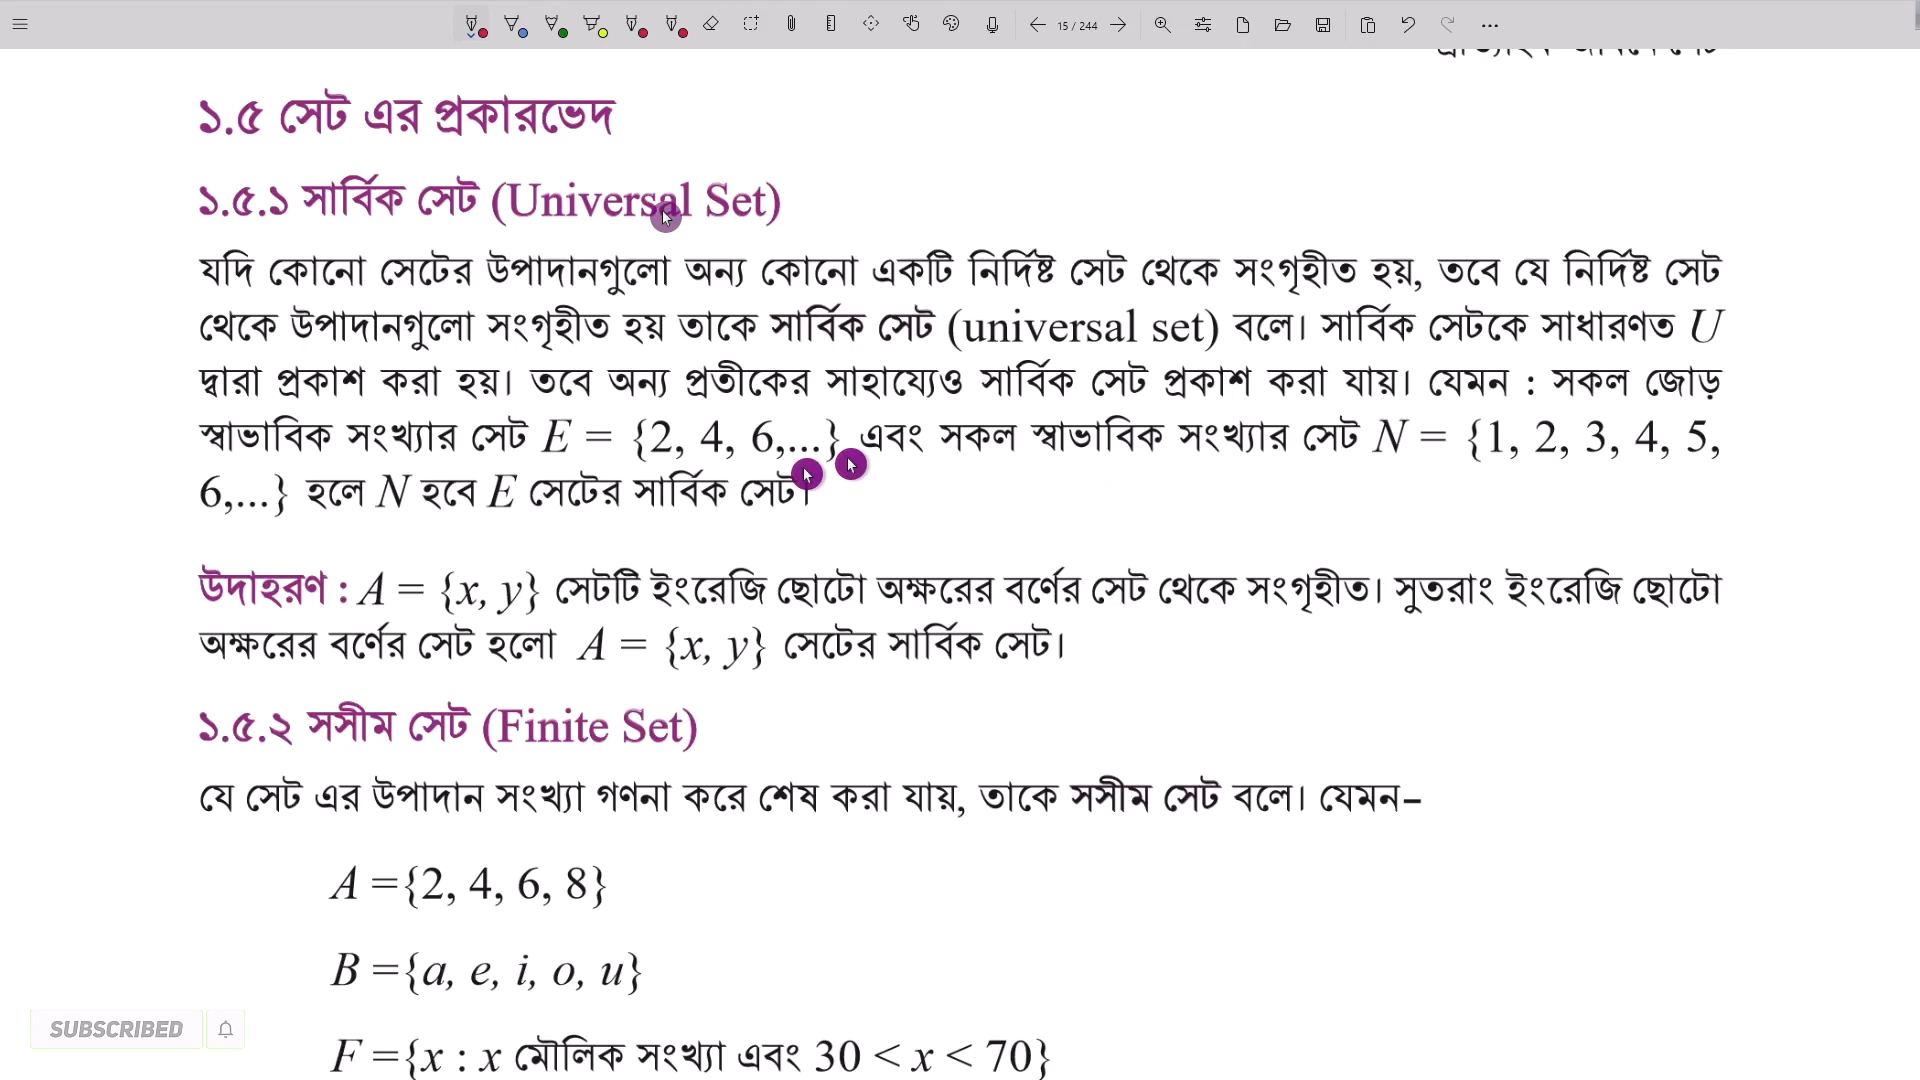 15 / 244
১.৫ সেট এর প্রকারভেদ
১.৫.১ সার্বিক সেট (Universal Set)
যদি কোনো সেটের উপাদানগুলো অন্য কোনো একটি নির্দিষ্ট সেট থেকে সংগৃহীত হয়, তবে যে নির্দিষ্ট সেট
থেকে উপাদানগুলো সংগৃহীত হয় তাকে সার্বিক সেট (universal set) বলে। সার্বিক সেটকে সাধারণত U
দ্বারা প্রকাশ করা হয়। তবে অন্য প্রতীকের সাহায্যেও সার্বিক সেট প্রকাশ করা যায়। যেমন : সকল জোড়
স্বাভাবিক সংখ্যার সেট E = {2, 4, 6,...} এবং সকল স্বাভাবিক সংখ্যার সেট N = {1, 2, 3, 4, 5,
6,...} হলে N হবে E সেটের সার্বিক সেট।
উদাহরণ : A = {x, y} সেটটি ইংরেজি ছোটো অক্ষরের বর্ণের সেট থেকে সংগৃহীত। সুতরাং ইংরেজি ছোটো
অক্ষরের বর্ণের সেট হলো A = {x, y} সেটের সার্বিক সেট।
১.৫.২ সসীম সেট (Finite Set)
যে সেট এর উপাদান সংখ্যা গণনা করে শেষ করা যায়, তাকে সসীম সেট বলে। যেমন–
A ={2, 4, 6, 8}
B ={a, e, i, o, u}
SUBSCRIBED
F ={x : x মৌলিক সংখ্যা এবং 30 < x < 70}